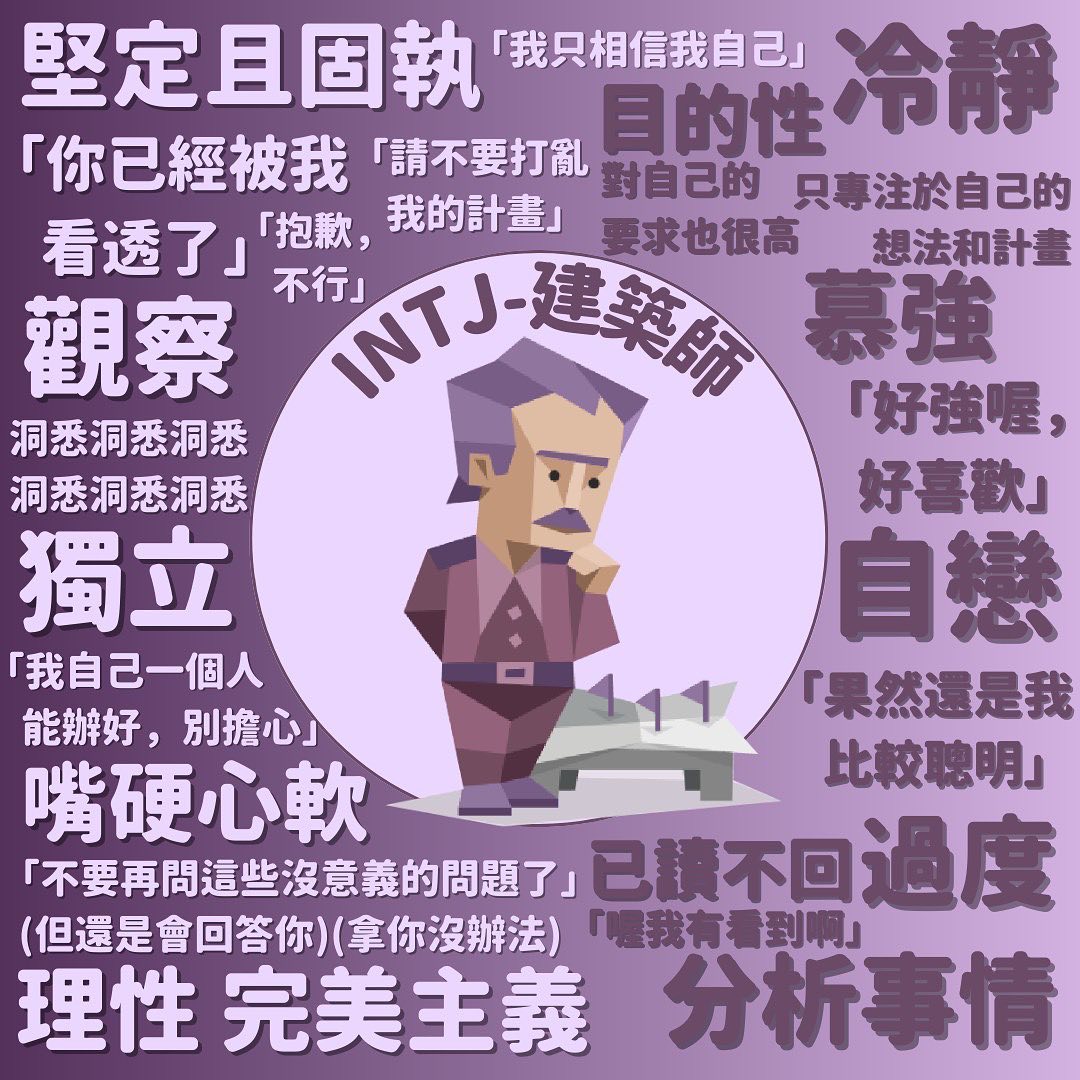 堅定且固執
「我只相信我自己」
冷靜
目的性
「你已經被我
看透了」
「請不要打亂
我的計畫」
對自己的
要求也很高
只專注於自己的
想法和計畫
「抱歉，
不行」
INTJ-建築師
觀察
慕強
洞悉洞悉洞悉
洞悉洞悉洞悉
「好強喔，
好喜歡」
獨立
自戀
「我自己一個人
能辦好，別擔心」
「果然還是我
比較聰明」
嘴硬心軟
「不要再問這些沒意義的問題了」
(但還是會回答你)(拿你沒辦法)
已讀不回
「喔我有看到啊」
過度
分析事情
理性 完美主義